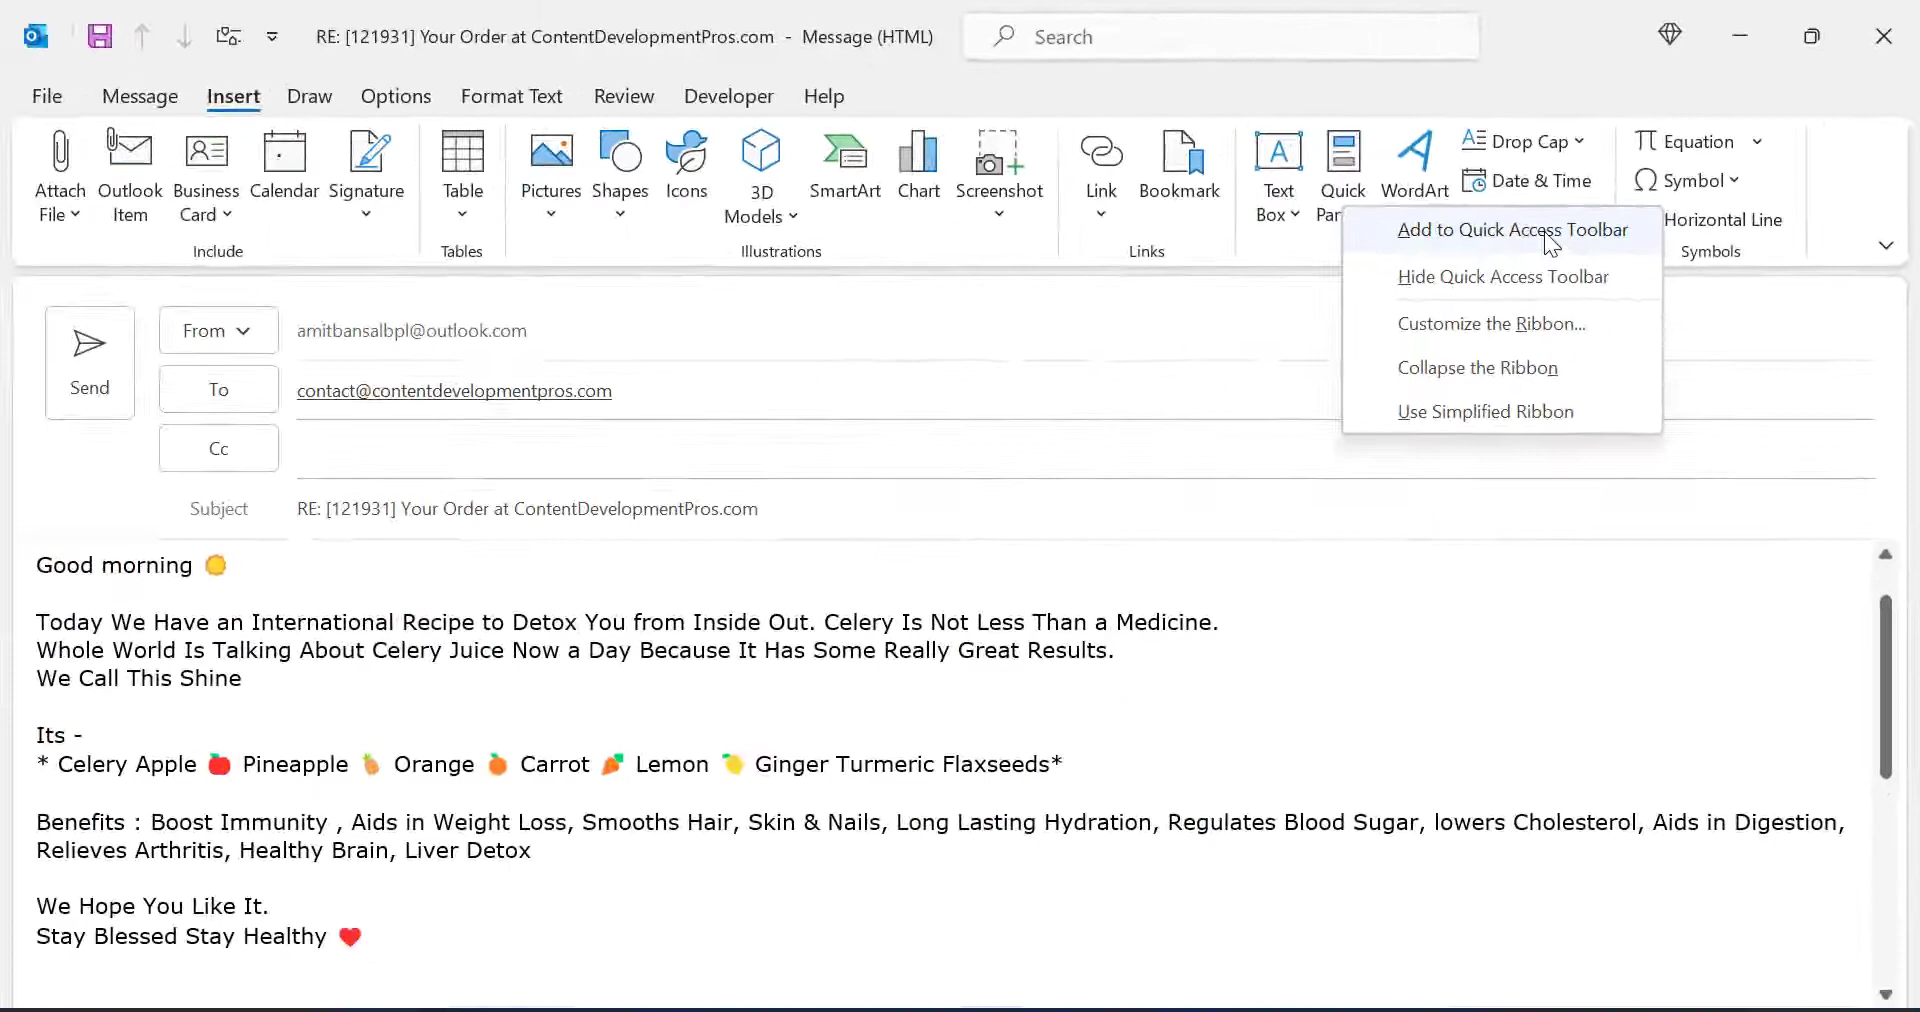 RE: [121931] Your Order at ContentDevelopmentPros.com - Message (HTML)
Search
File Message Insert Draw Options Format Text Review Developer Help
Attach File
Outlook Item
Business Card
Calendar
Signature
Include
Table
Tables
Pictures
Shapes
Icons
3D Models
SmartArt
Chart
Screenshot
Illustrations
Link
Bookmark
Links
Text Box
Quick
WordArt
Drop Cap
Date & Time
Equation
Symbol
Horizontal Line
Symbols
Add to Quick Access Toolbar
Hide Quick Access Toolbar
Customize the Ribbon...
Collapse the Ribbon
Use Simplified Ribbon
Send
From
amitbansalbpl@outlook.com
To
contact@contentdevelopmentpros.com
Cc
Subject
RE: [121931] Your Order at ContentDevelopmentPros.com
Good morning 🌞
Today We Have an International Recipe to Detox You from Inside Out. Celery Is Not Less Than a Medicine.
Whole World Is Talking About Celery Juice Now a Day Because It Has Some Really Great Results.
We Call This Shine
Its -
* Celery Apple 🍎 Pineapple 🍍 Orange 🍊 Carrot 🥕 Lemon 🍋 Ginger Turmeric Flaxseeds*
Benefits : Boost Immunity , Aids in Weight Loss, Smooths Hair, Skin & Nails, Long Lasting Hydration, Regulates Blood Sugar, lowers Cholesterol, Aids in Digestion,
Relieves Arthritis, Healthy Brain, Liver Detox
We Hope You Like It.
Stay Blessed Stay Healthy ❤️